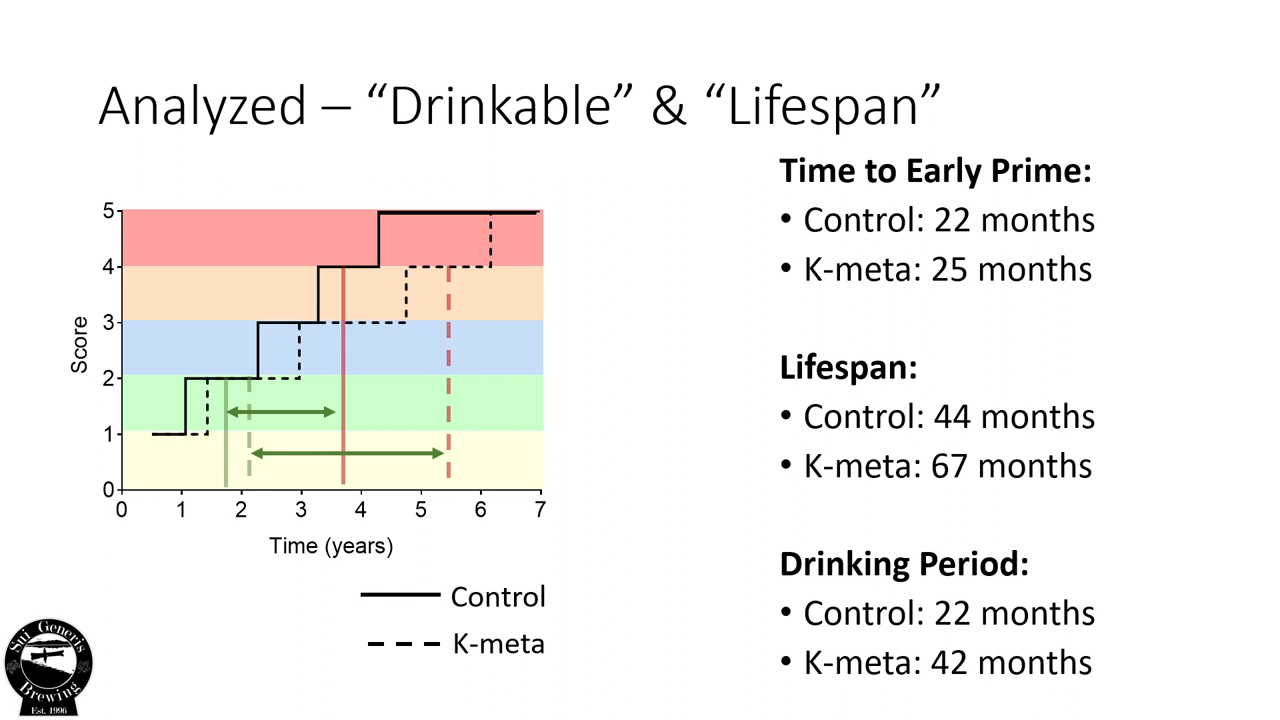 Analyzed – “Drinkable” & “Lifespan”
Time to Early Prime:
• Control: 22 months
• K-meta: 25 months
Lifespan:
• Control: 44 months
• K-meta: 67 months
Drinking Period:
• Control: 22 months
• K-meta: 42 months
Score
5
4
3
2
1
0
0 1 2 3 4 5 6 7
Time (years)
Control
K-meta
Sui Generis
Brewing
Est. 1996